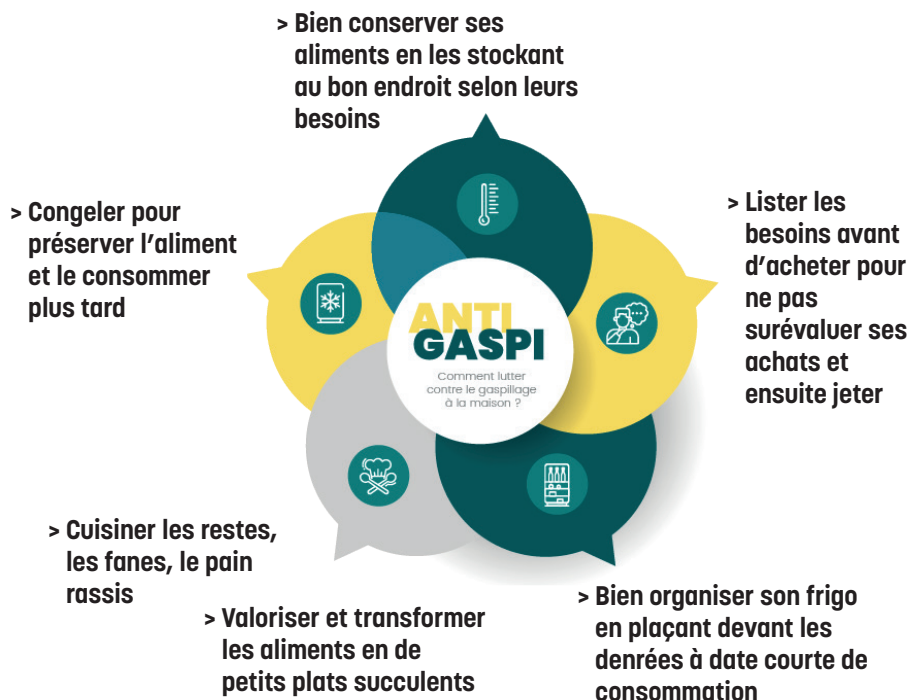 > Bien conserver ses
aliments en les stockant
au bon endroit selon leurs
besoins
> Congeler pour
préserver l'aliment
et le consommer
plus tard
> Lister les
besoins avant
d'acheter pour
ne pas
surévaluer ses
achats et
ensuite jeter
ANTI
GASPI
Comment lutter
contre le gaspillage
à la maison ?
> Cuisiner les restes,
les fanes, le pain
rassis
> Valoriser et transformer
les aliments en de
petits plats succulents
> Bien organiser son frigo
en plaçant devant les
denrées à date courte de
consommation